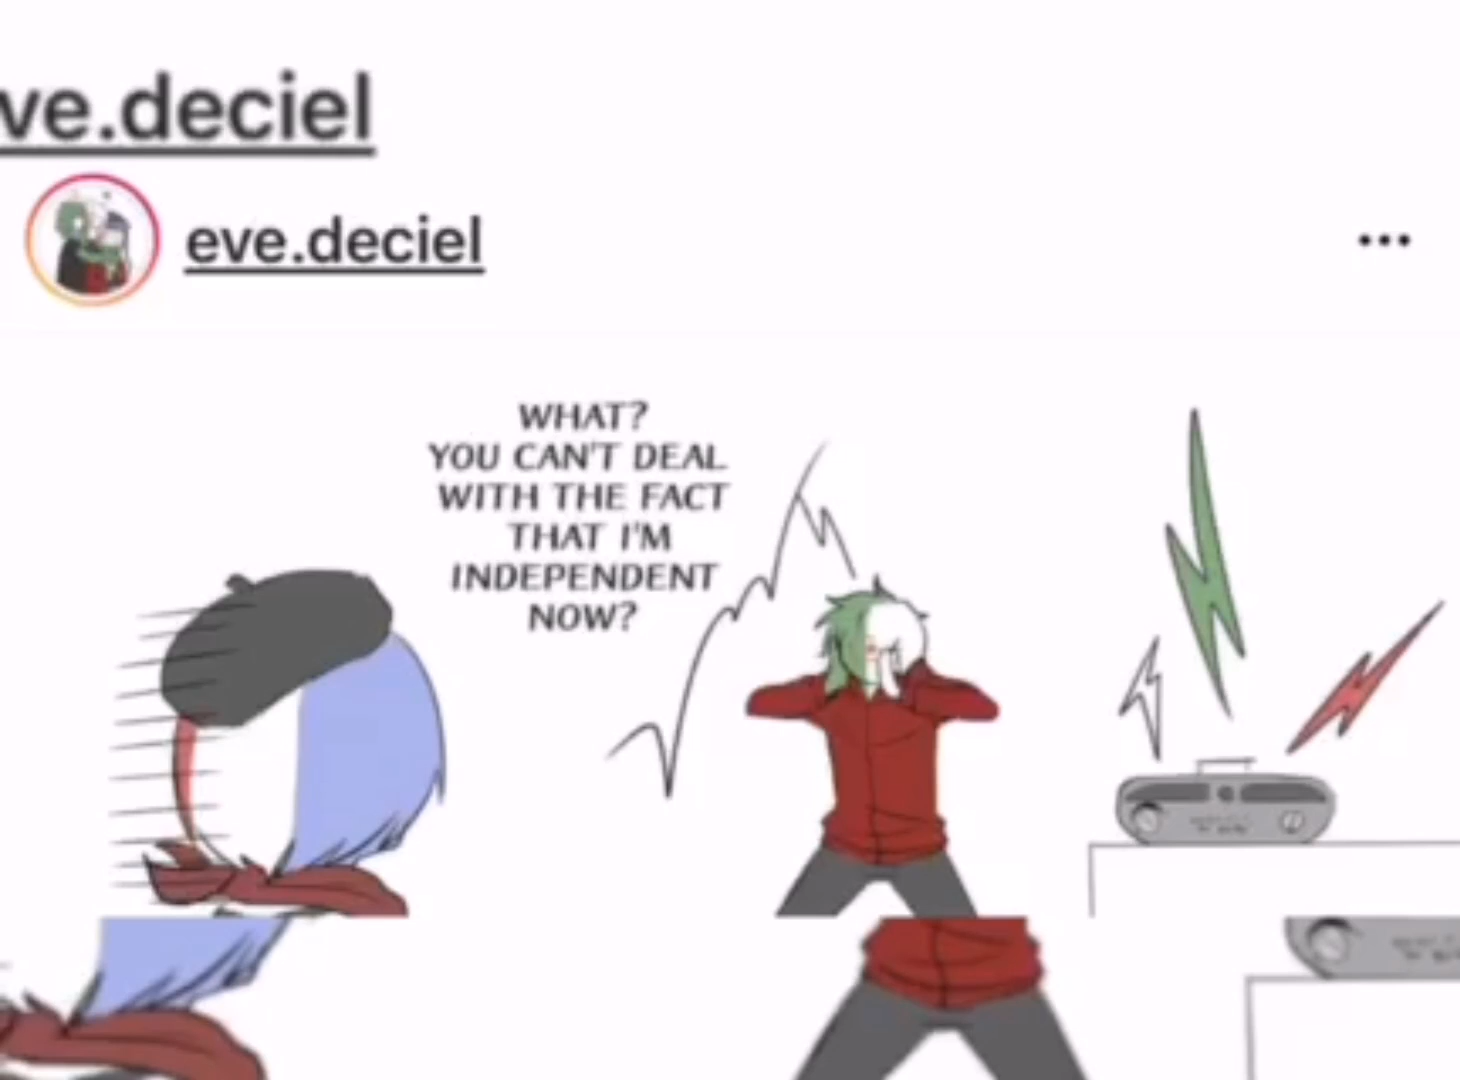 ve.deciel
eve.deciel
WHAT?
YOU CAN'T DEAL
WITH THE FACT
THAT I'M
INDEPENDENT
NOW?